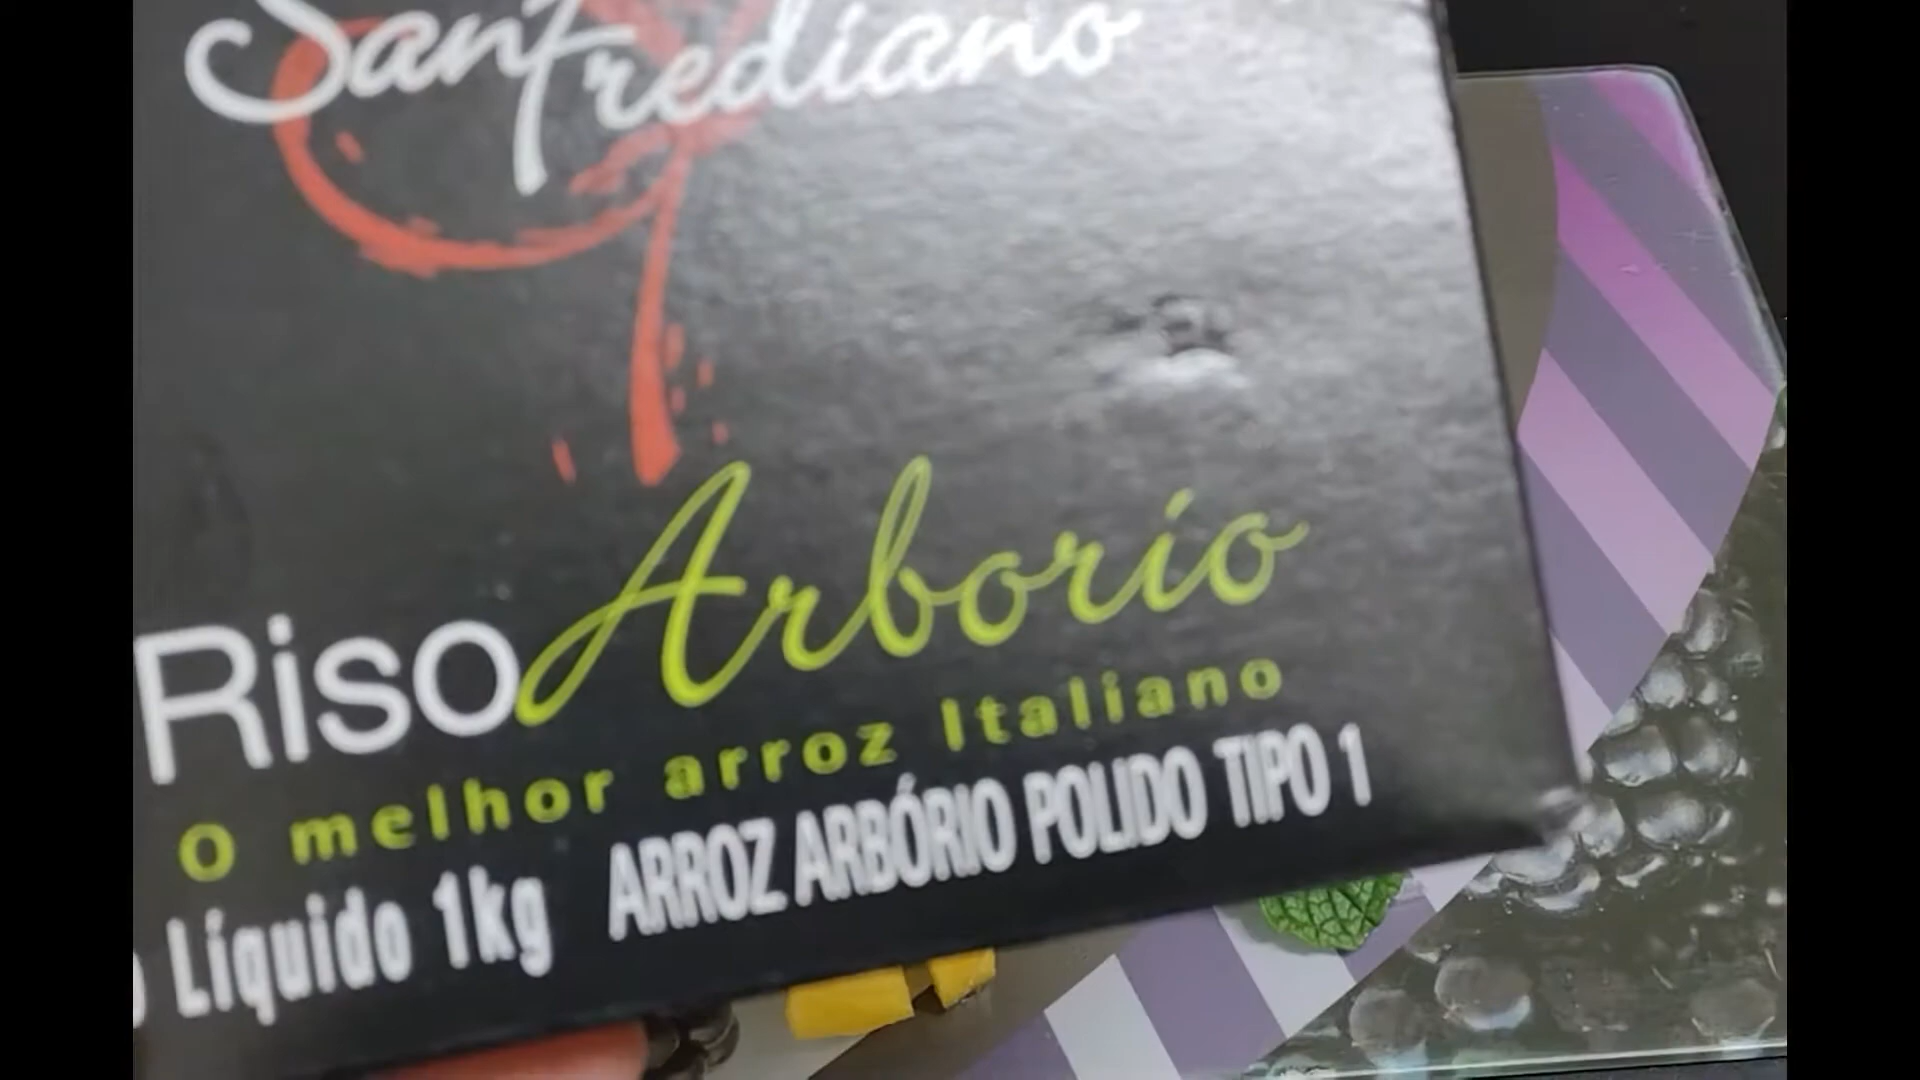 SanFrediano
Riso Arborio
O melhor arroz Italiano
Líquido 1kg ARROZ ARBÓRIO POLIDO TIPO 1